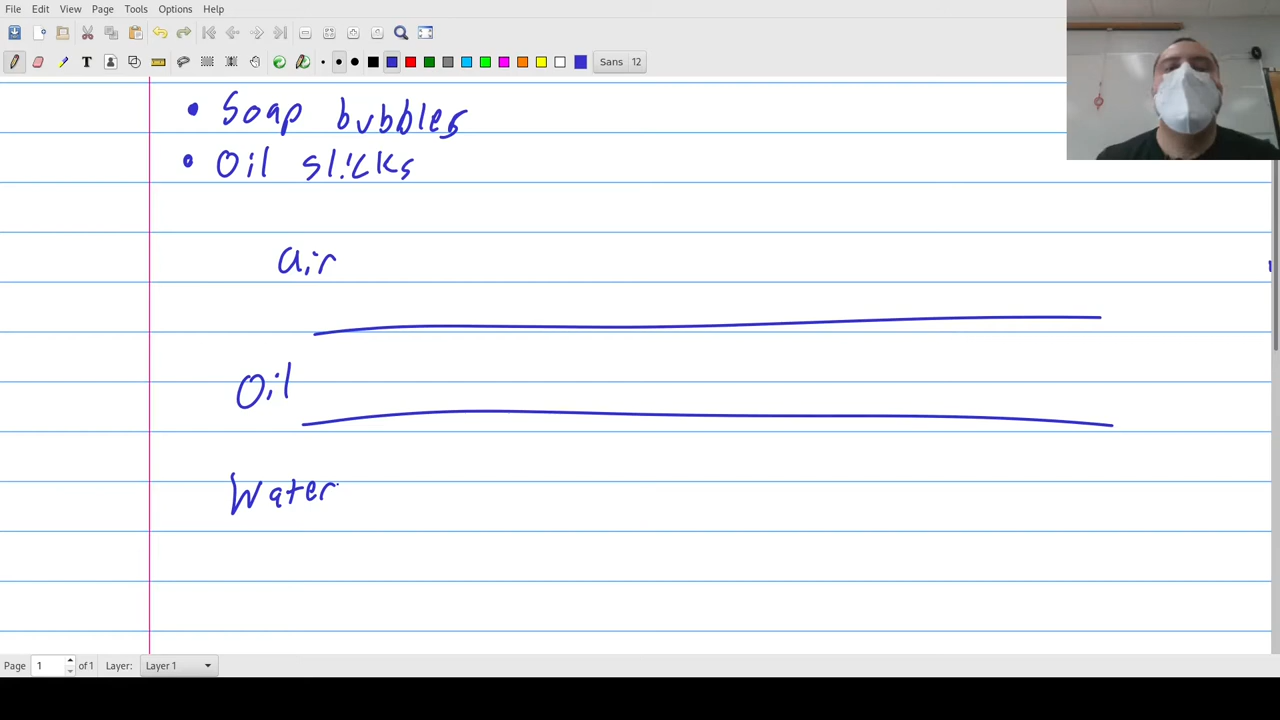 File Edit View Page Tools Options Help
T Sans 12
• Soap bubbles
• Oil slicks
air
Oil
Water
Page 1 of 1 Layer: Layer 1